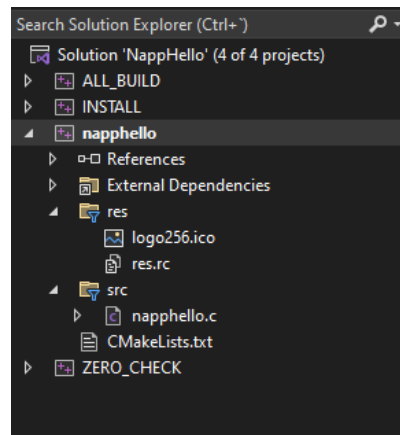 Search Solution Explorer (Ctrl+`)
Solution 'NappHello' (4 of 4 projects)
ALL_BUILD
INSTALL
napphello
References
External Dependencies
res
logo256.ico
res.rc
src
napphello.c
CMakeLists.txt
ZERO_CHECK